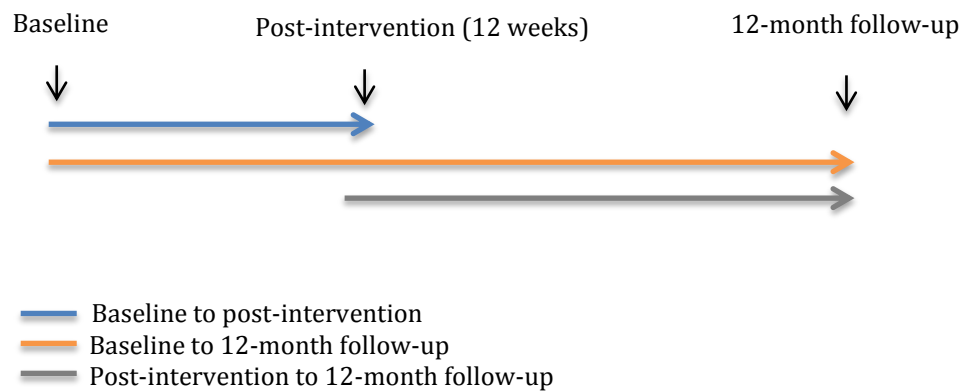 Baseline
Post-intervention (12 weeks)
12-month follow-up
Baseline to post-intervention
Baseline to 12-month follow-up
Post-intervention to 12-month follow-up